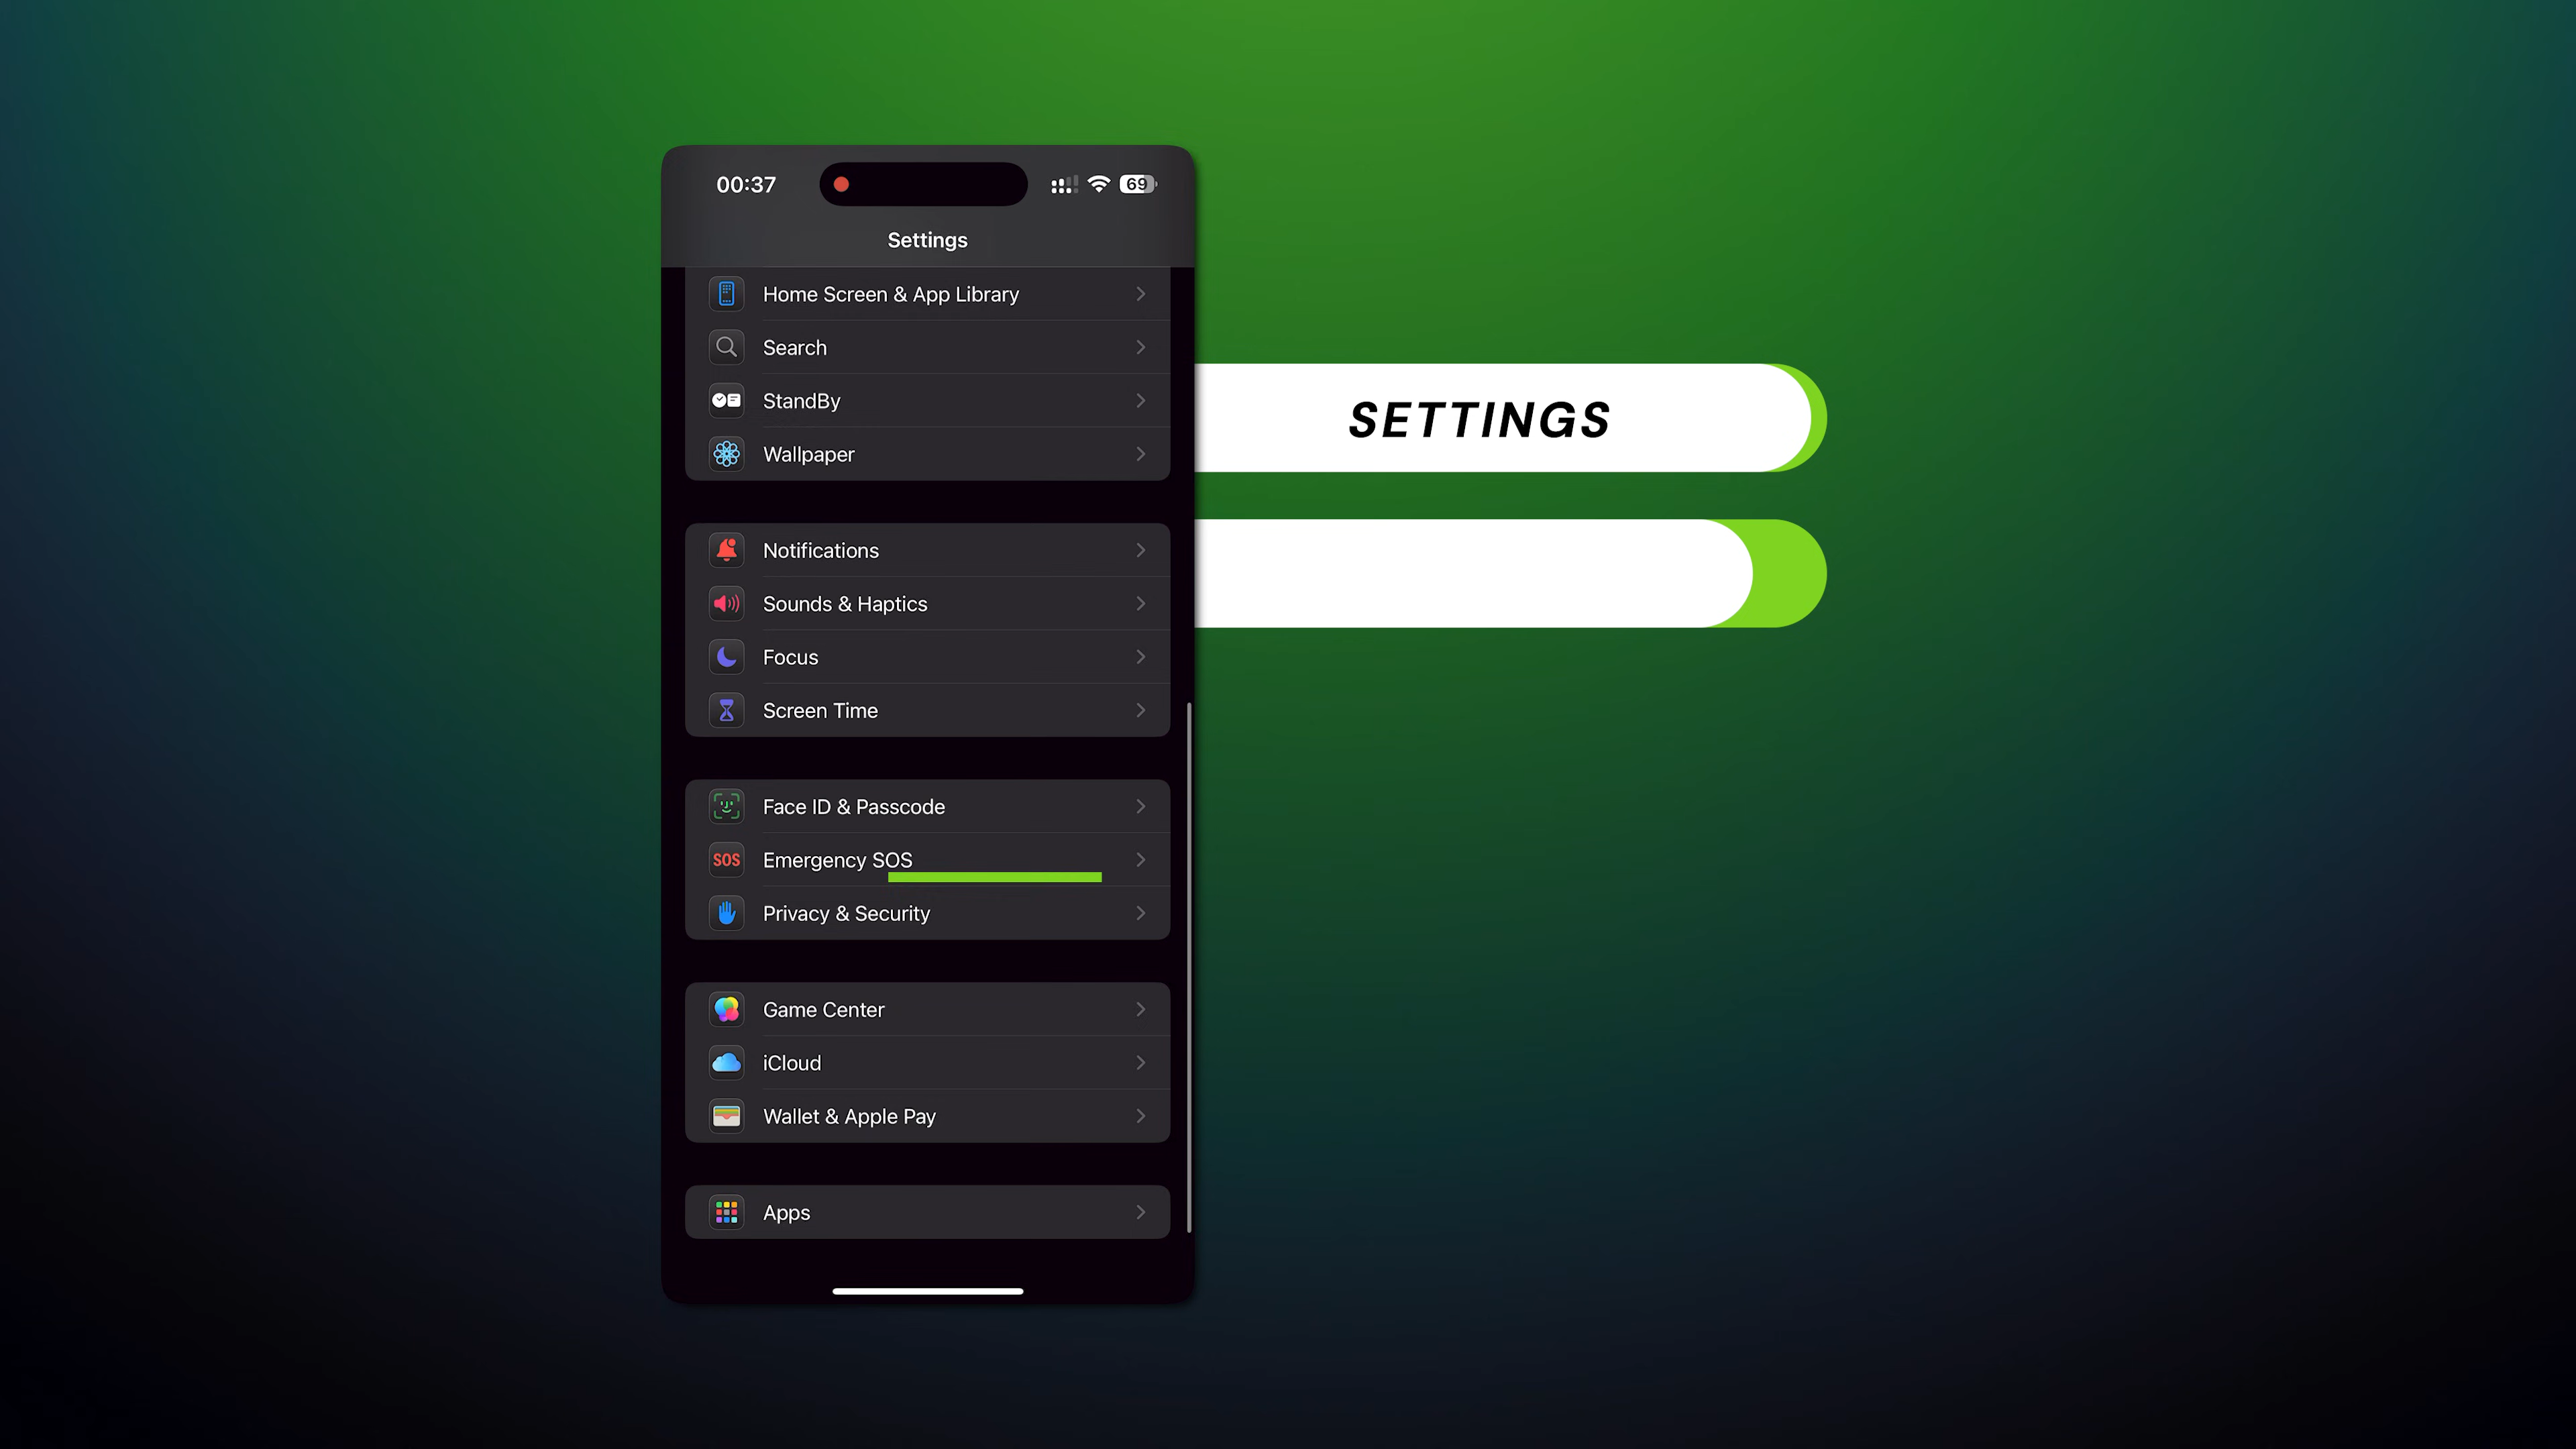 00:37
69
Settings
Home Screen & App Library
Search
StandBy
Wallpaper
SETTINGS
Notifications
Sounds & Haptics
Focus
Screen Time
Face ID & Passcode
SOS
Emergency SOS
Privacy & Security
Game Center
iCloud
Wallet & Apple Pay
Apps